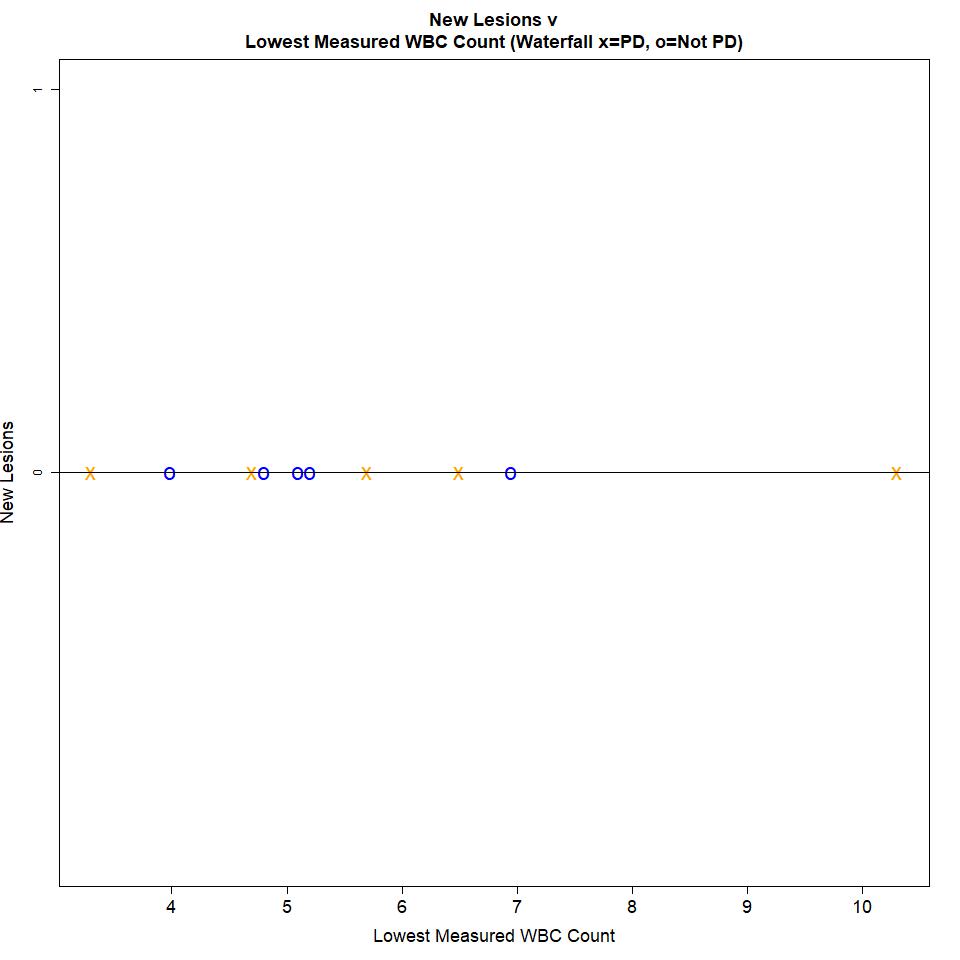 New Lesions v
Lowest Measured WBC Count (Waterfall x=PD, o=Not PD)
1
0
New Lesions
x o x o o o x x o x
4 5 6 7 8 9 10
Lowest Measured WBC Count